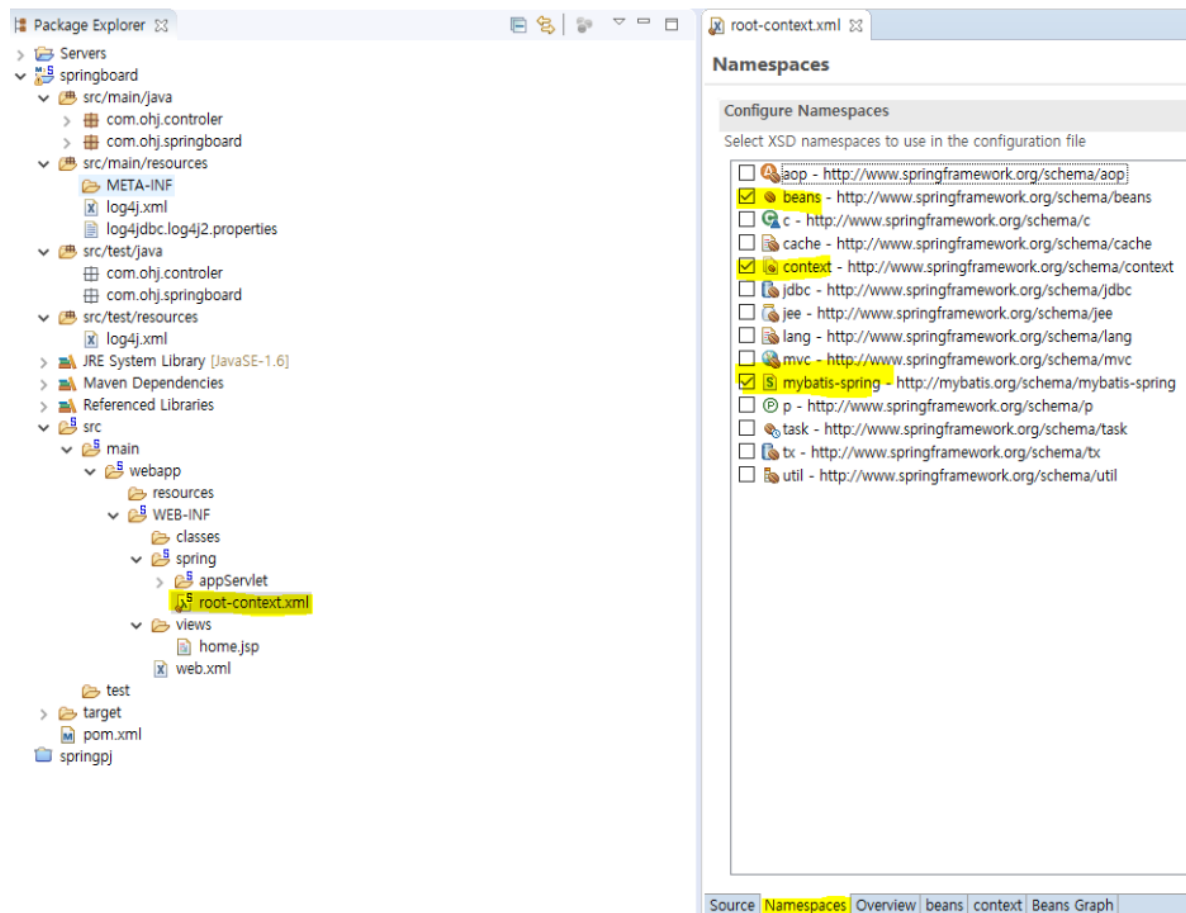 Package Explorer
Servers
springboard
src/main/java
com.ohj.controler
com.ohj.springboard
src/main/resources
META-INF
log4j.xml
log4jdbc.log4j2.properties
src/test/java
com.ohj.controler
com.ohj.springboard
src/test/resources
log4j.xml
JRE System Library [JavaSE-1.6]
Maven Dependencies
Referenced Libraries
src
main
webapp
resources
WEB-INF
classes
spring
appServlet
root-context.xml
views
home.jsp
web.xml
test
target
pom.xml
springpj
root-context.xml
Namespaces
Configure Namespaces
Select XSD namespaces to use in the configuration file
aop - http://www.springframework.org/schema/aop
beans - http://www.springframework.org/schema/beans
c - http://www.springframework.org/schema/c
cache - http://www.springframework.org/schema/cache
context - http://www.springframework.org/schema/context
jdbc - http://www.springframework.org/schema/jdbc
jee - http://www.springframework.org/schema/jee
lang - http://www.springframework.org/schema/lang
mvc - http://www.springframework.org/schema/mvc
mybatis-spring - http://mybatis.org/schema/mybatis-spring
p - http://www.springframework.org/schema/p
task - http://www.springframework.org/schema/task
tx - http://www.springframework.org/schema/tx
util - http://www.springframework.org/schema/util
Source Namespaces Overview beans context Beans Graph